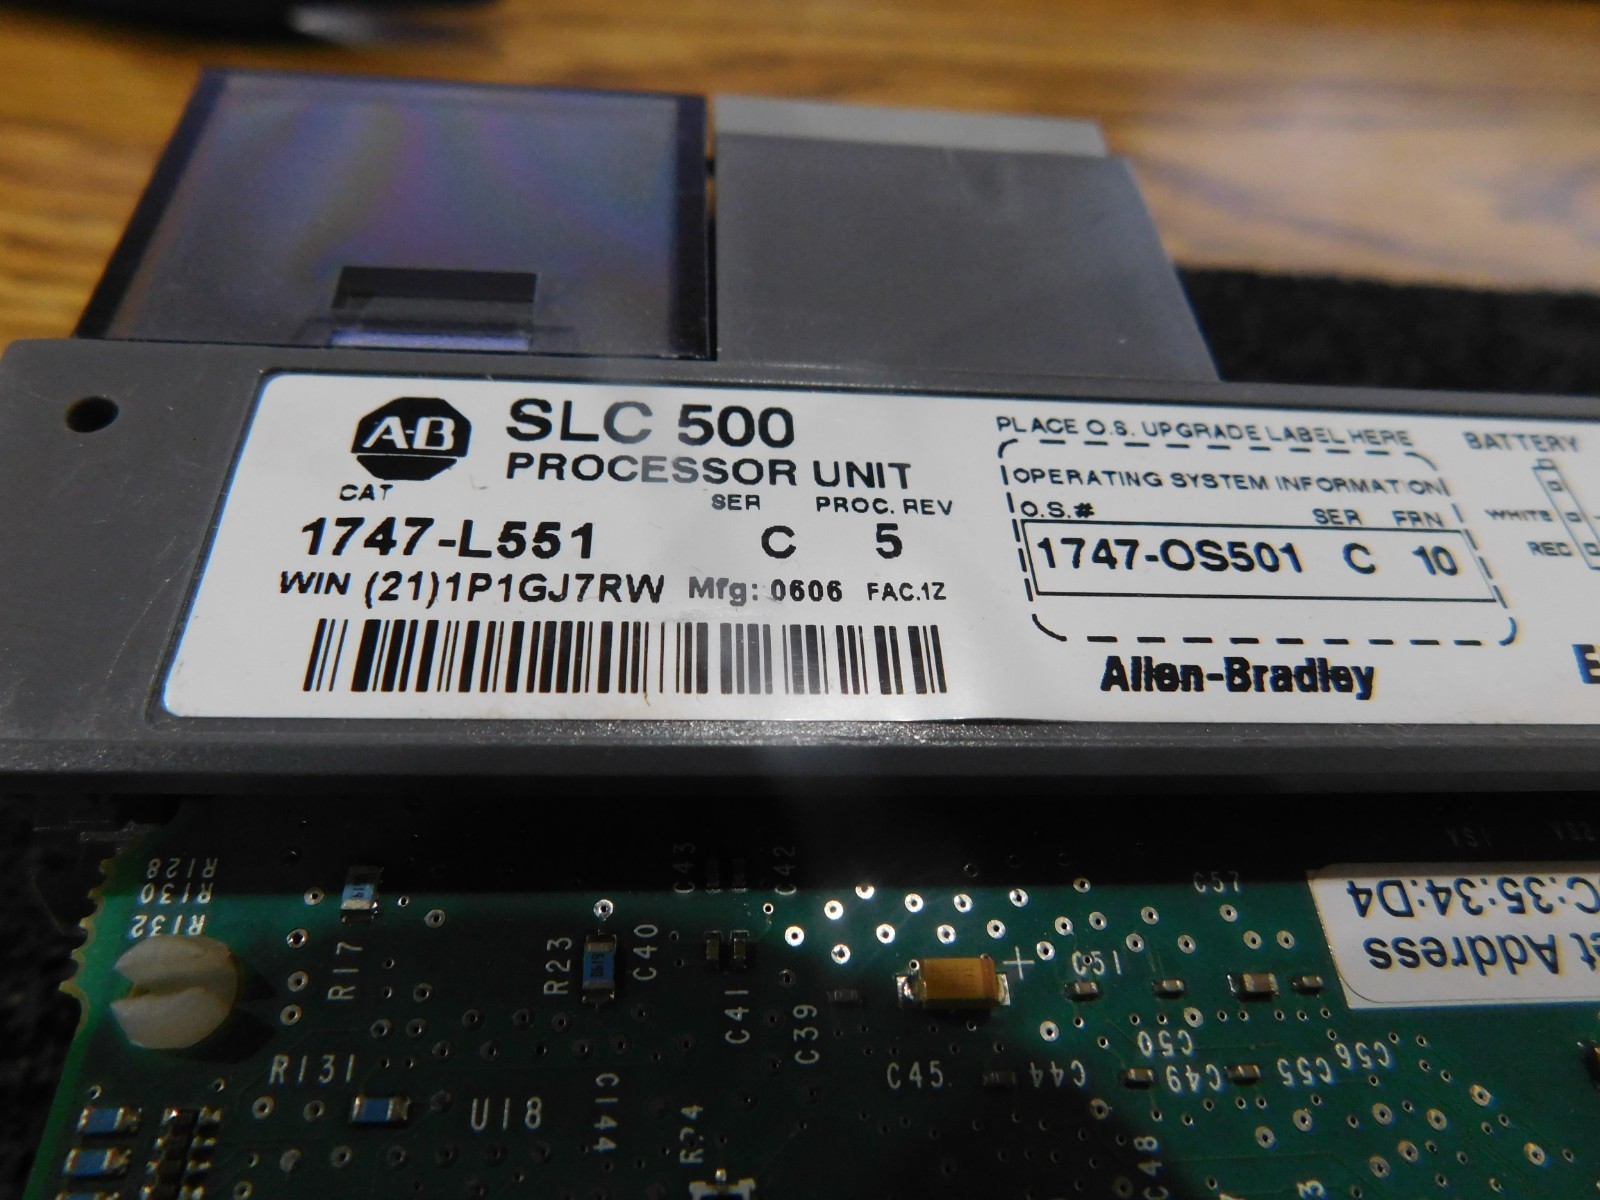 A-B
SLC 500
PROCESSOR UNIT
CAT SER PROC. REV
1747-L551 C 5
WIN (21)1P1GJ7RW Mfg: 0606 FAC.1Z
PLACE O.S. UPGRADE LABEL HERE
OPERATING SYSTEM INFORMATION
O.S.# SER FRN
1747-OS501 C 10
Allen-Bradley
BATTERY
WHITE
RED
R128
R130
R132
R17
R23
C40
C43
C42
C41
C39
C57
C51
C:35:34:D4
Address
R131
U18
C144
R24
C45
C44
C50
C49
C55
C56
C48